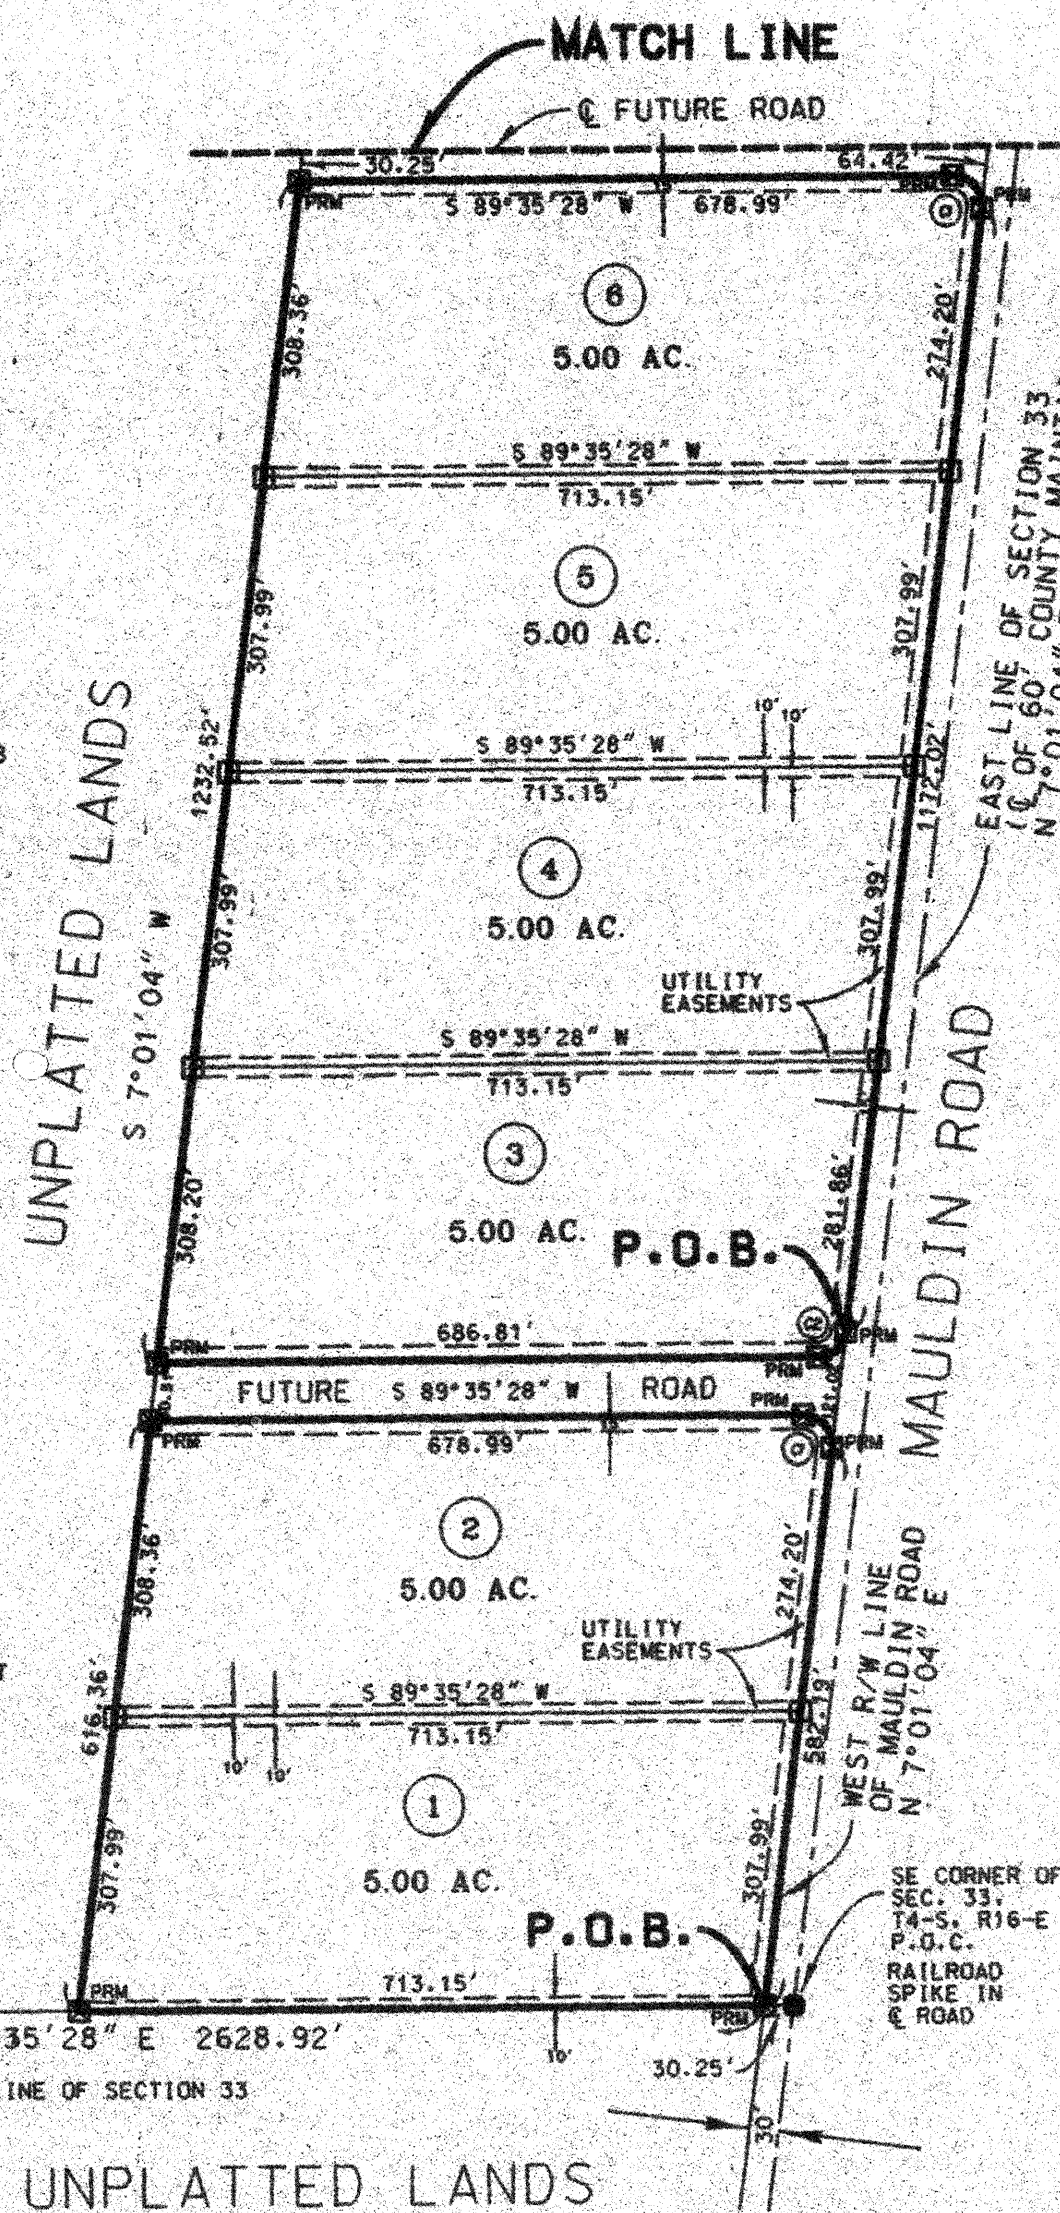 MATCH LINE
℄ FUTURE ROAD
30.25'
64.42'
PRM
S 89°35'28" W 678.99'
PRM
PRM
6
5.00 AC.
308.36'
274.20'
S 89°35'28" W
713.15'
5
5.00 AC.
307.99'
307.99'
EAST LINE OF SECTION 33
(℄ OF 60' COUNTY
UNPLATTED LANDS
S 7°01'04" W
1232.52'
1172.02'
S 89°35'28" W
10' 10'
713.15'
4
5.00 AC.
307.99'
307.99'
UTILITY
EASEMENTS
S 89°35'28" W
713.15'
3
5.00 AC.
308.20'
281.86'
P.O.B.
MAULDIN ROAD
686.81'
PRM
PRM
PRM
FUTURE S 89°35'28" W ROAD
PRM
PRM
678.99'
PRM
2
5.00 AC.
308.36'
274.20'
UTILITY
EASEMENTS
616.36'
582.19'
WEST R/W LINE
OF MAULDIN ROAD
N 7°01'04" E
S 89°35'28" W
713.15'
10' 10'
1
5.00 AC.
307.99'
307.99'
P.O.B.
SE CORNER OF
SEC. 33,
T4-S, R16-E
P.O.C.
RAILROAD
SPIKE IN
℄ ROAD
PRM
713.15'
PRM
35'28" E 2628.92'
10'
30.25'
INE OF SECTION 33
30'
UNPLATTED LANDS